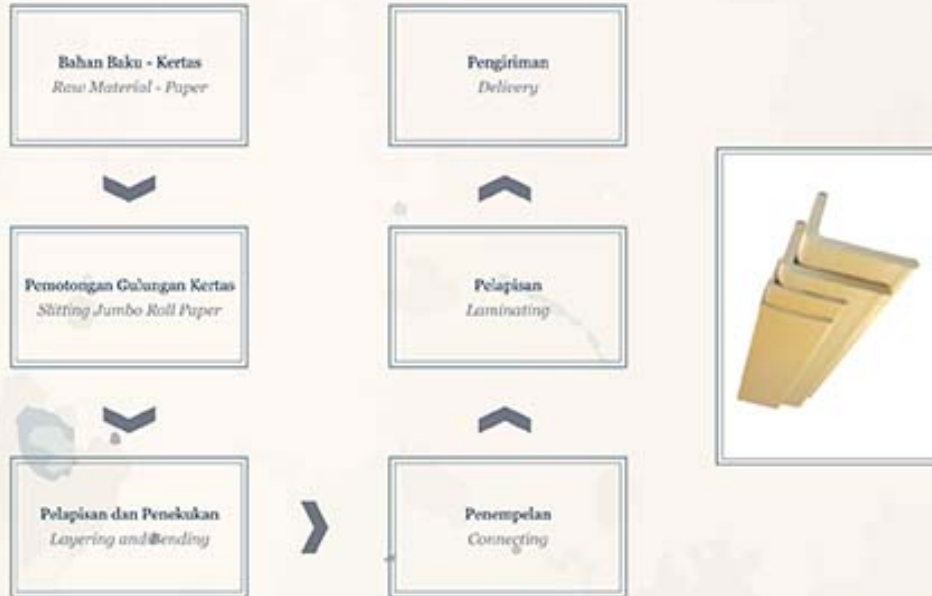 Bahan Baku - Kertas
Raw Material - Paper
Pemotongan Gulungan Kertas
Slitting Jumbo Roll Paper
Pelapisan dan Penekukan
Layering and Bending
Penempelan
Connecting
Pelapisan
Laminating
Pengiriman
Delivery